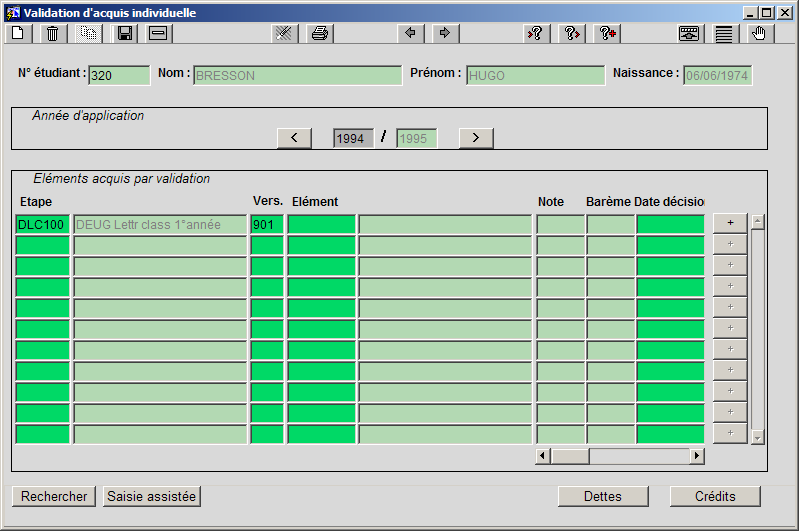 Validation d'acquis individuelle
N° étudiant : 320 Nom : BRESSON Prénom : HUGO Naissance : 06/06/1974
Année d'application
< 1994 / 1995 >
Eléments acquis par validation
Etape Vers. Elément Note Barème Date décision
DLC100 DEUG Lettr class 1°année 901 +
+
+
+
+
+
+
+
+
+
+
Rechercher Saisie assistée Dettes Crédits